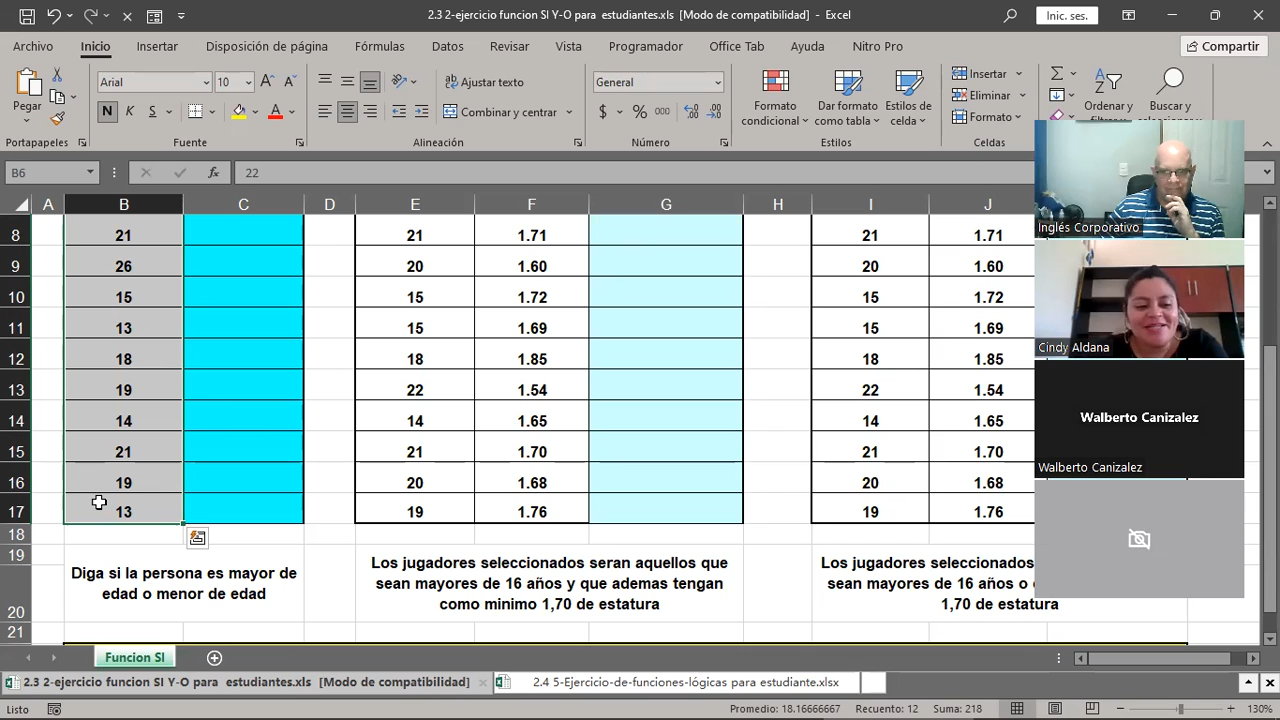 2.3 2-ejercicio funcion SI Y-O para estudiantes.xls [Modo de compatibilidad] - Excel
Inic. ses.
Archivo Inicio Insertar Disposición de página Fórmulas Datos Revisar Vista Programador Office Tab Ayuda Nitro Pro Compartir
Pegar
Arial 10
N K S
Ajustar texto
Combinar y centrar
General
$ % 000
Formato condicional
Dar formato como tabla
Estilos de celda
Insertar
Eliminar
Formato
Ordenar y
Buscar y
Portapapeles Fuente Alineación Número Estilos Celdas
B6 fx 22
A B C D E F G H I J
8 21 21 1.71 21 1.71
9 26 20 1.60 20 1.60
10 15 15 1.72 15 1.72
11 13 15 1.69 15 1.69
12 18 18 1.85 18 1.85
13 19 22 1.54 22 1.54
14 14 14 1.65 14 1.65
15 21 21 1.70 21 1.70
16 19 20 1.68 20 1.68
17 13 19 1.76 19 1.76
18
19
20
21
Diga si la persona es mayor de
edad o menor de edad
Los jugadores seleccionados seran aquellos que
sean mayores de 16 años y que ademas tengan
como minimo 1,70 de estatura
Los jugadores seleccionados
sean mayores de 16 años o
1,70 de estatura
Inglés Corporativo
Cindy Aldana
Walberto Canizalez
Walberto Canizalez
Funcion SI
2.3 2-ejercicio funcion SI Y-O para estudiantes.xls [Modo de compatibilidad]
2.4 5-Ejercicio-de-funciones-lógicas para estudiante.xlsx
Listo
Promedio: 18.16666667 Recuento: 12 Suma: 218
130%